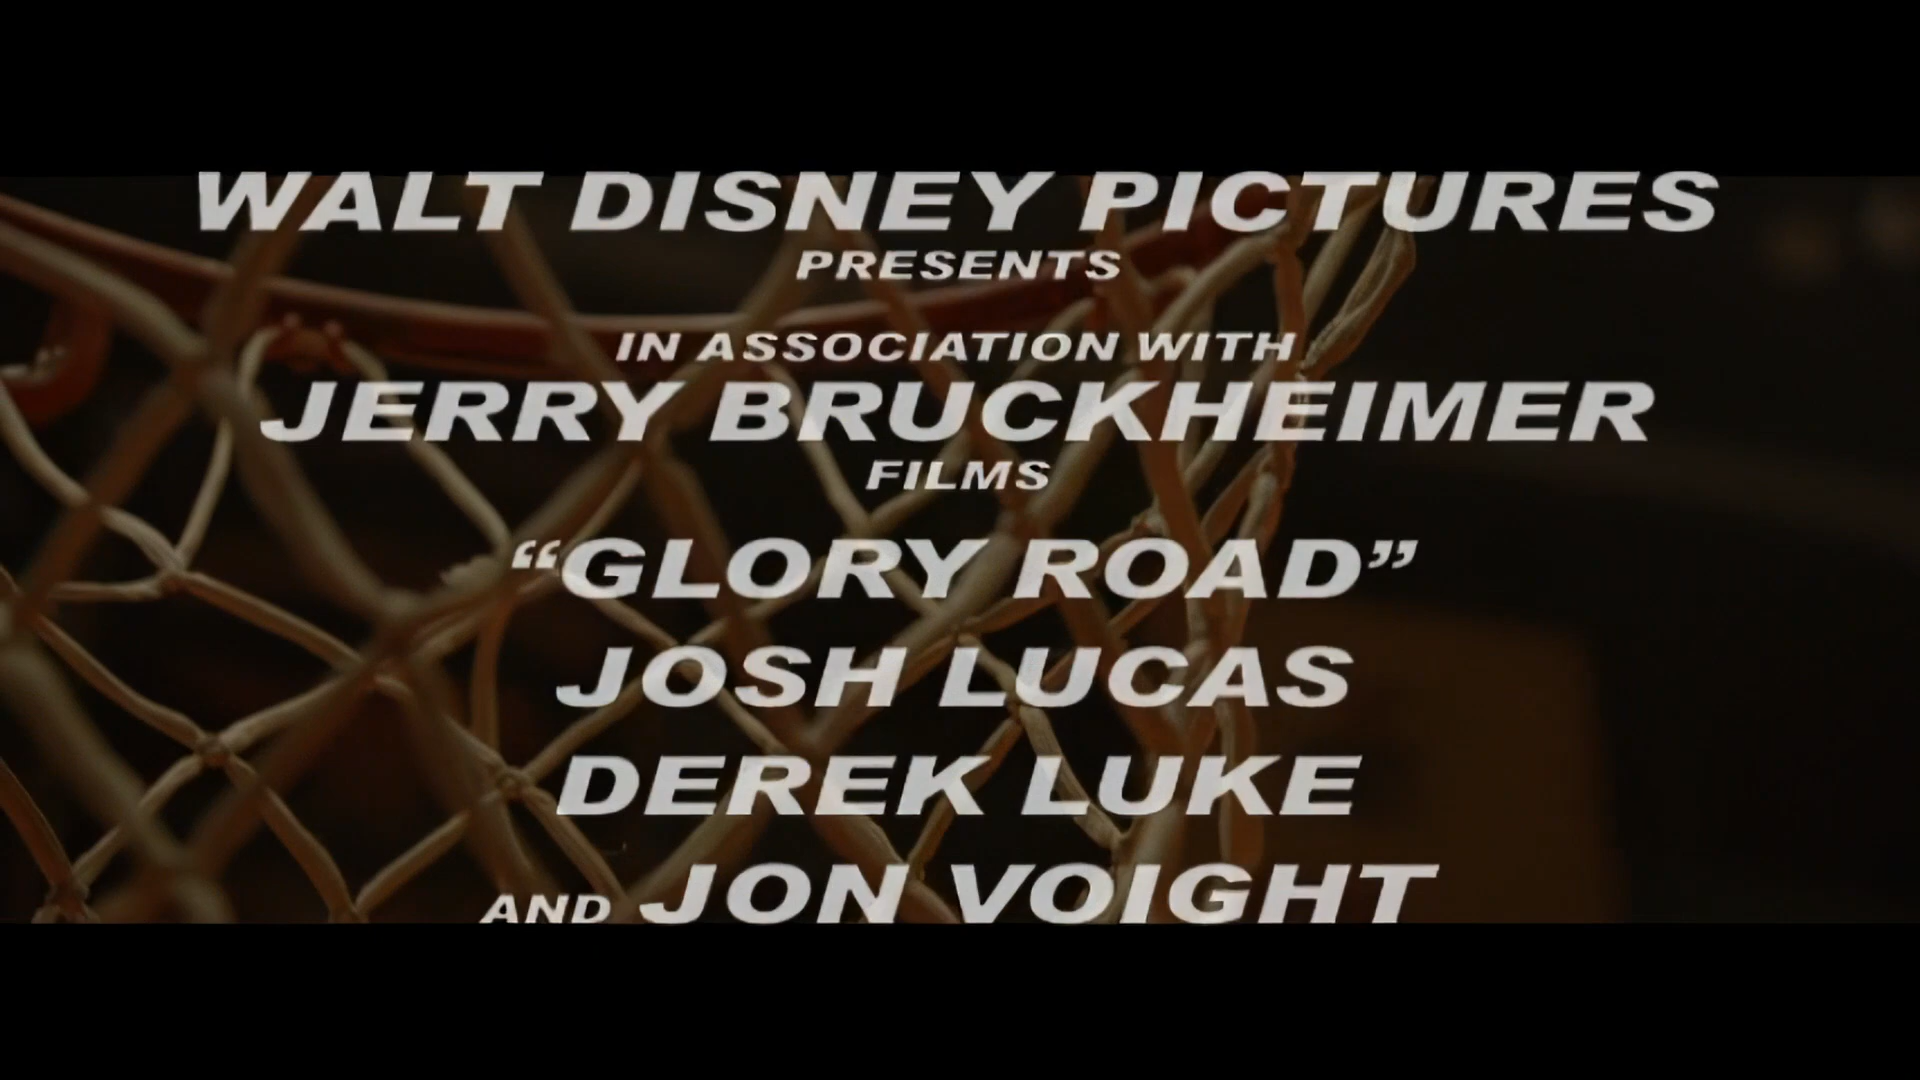 WALT DISNEY PICTURES
PRESENTS
IN ASSOCIATION WITH
JERRY BRUCKHEIMER
FILMS
“GLORY ROAD”
JOSH LUCAS
DEREK LUKE
AND JON VOIGHT